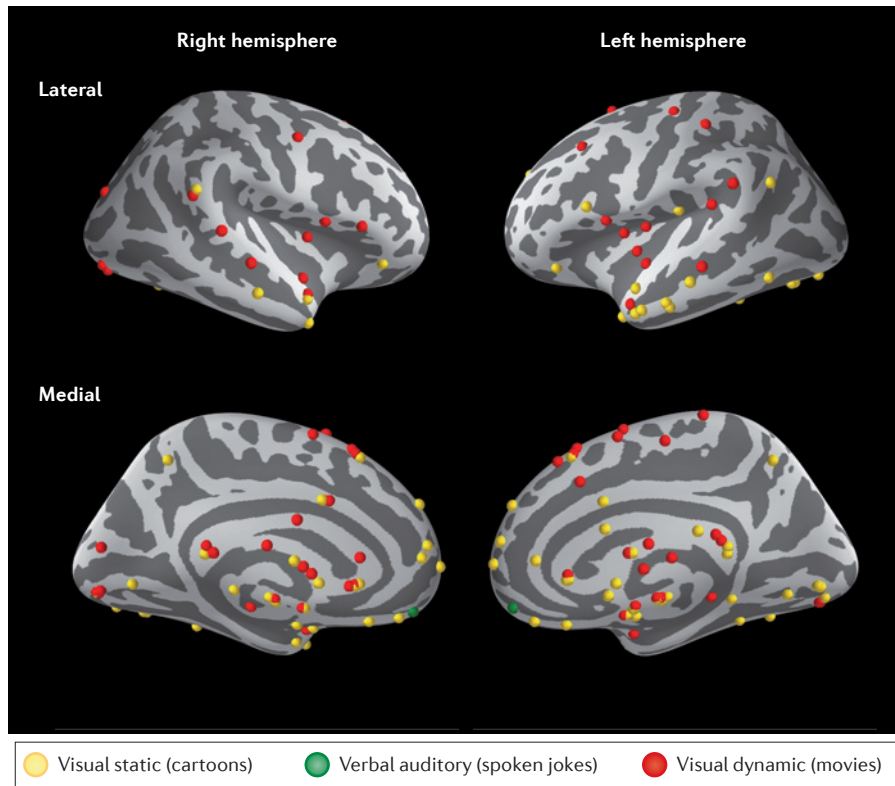 Right hemisphere
Left hemisphere
Lateral
Medial
Visual static (cartoons)
Verbal auditory (spoken jokes)
Visual dynamic (movies)